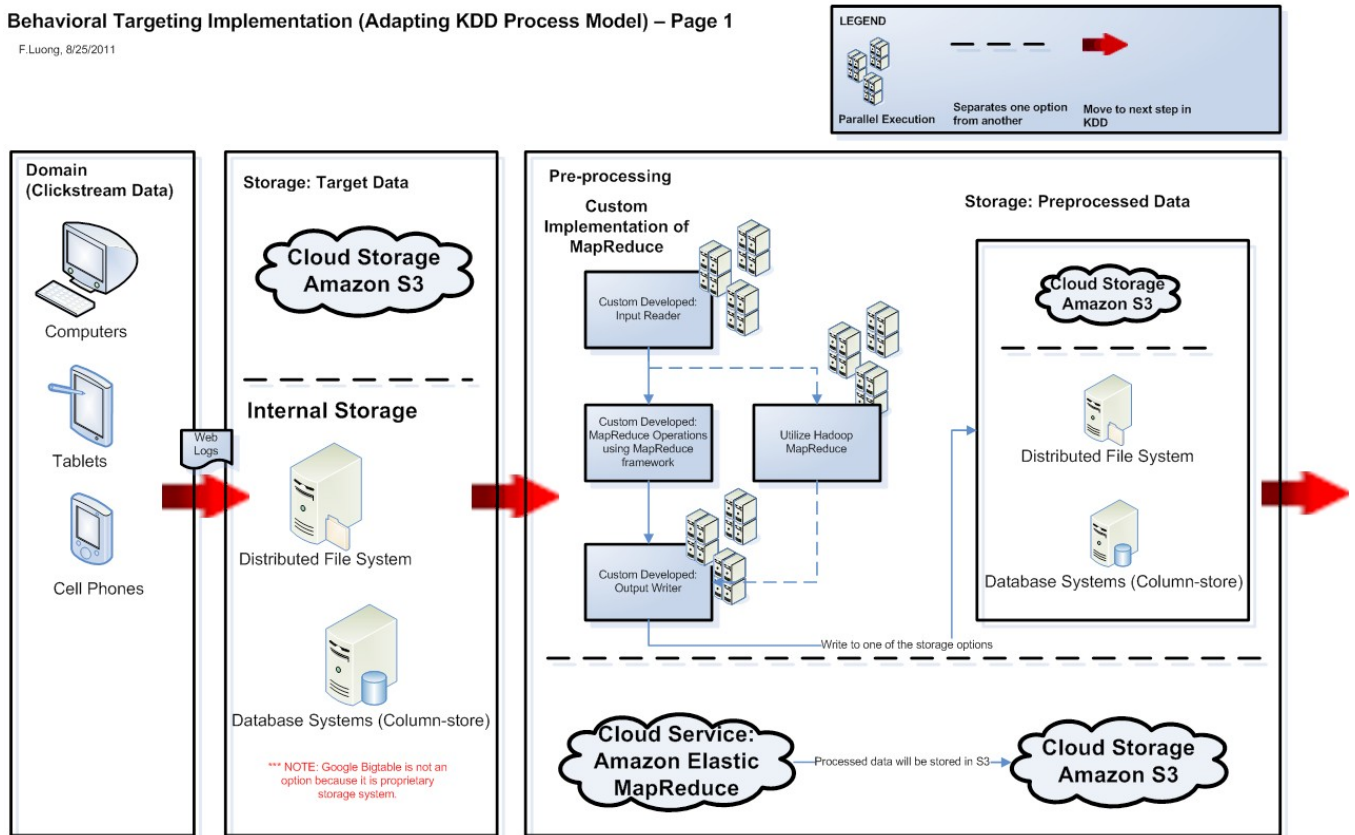 Behavioral Targeting Implementation (Adapting KDD Process Model) – Page 1
F.Luong, 8/25/2011
LEGEND
Parallel Execution
Separates one option
from another
Move to next step in
KDD
Domain
(Clickstream Data)
Computers
Tablets
Cell Phones
Web
Logs
Storage: Target Data
Cloud Storage
Amazon S3
Internal Storage
Distributed File System
Database Systems (Column-store)
*** NOTE: Google Bigtable is not an
option because it is proprietary
storage system.
Pre-processing
Custom
Implementation of
MapReduce
Custom Developed:
Input Reader
Custom Developed:
MapReduce Operations
using MapReduce
framework
Utilize Hadoop
MapReduce
Custom Developed:
Output Writer
Write to one of the storage options
Storage: Preprocessed Data
Cloud Storage
Amazon S3
Distributed File System
Database Systems (Column-store)
Cloud Service:
Amazon Elastic
MapReduce
Processed data will be stored in S3
Cloud Storage
Amazon S3